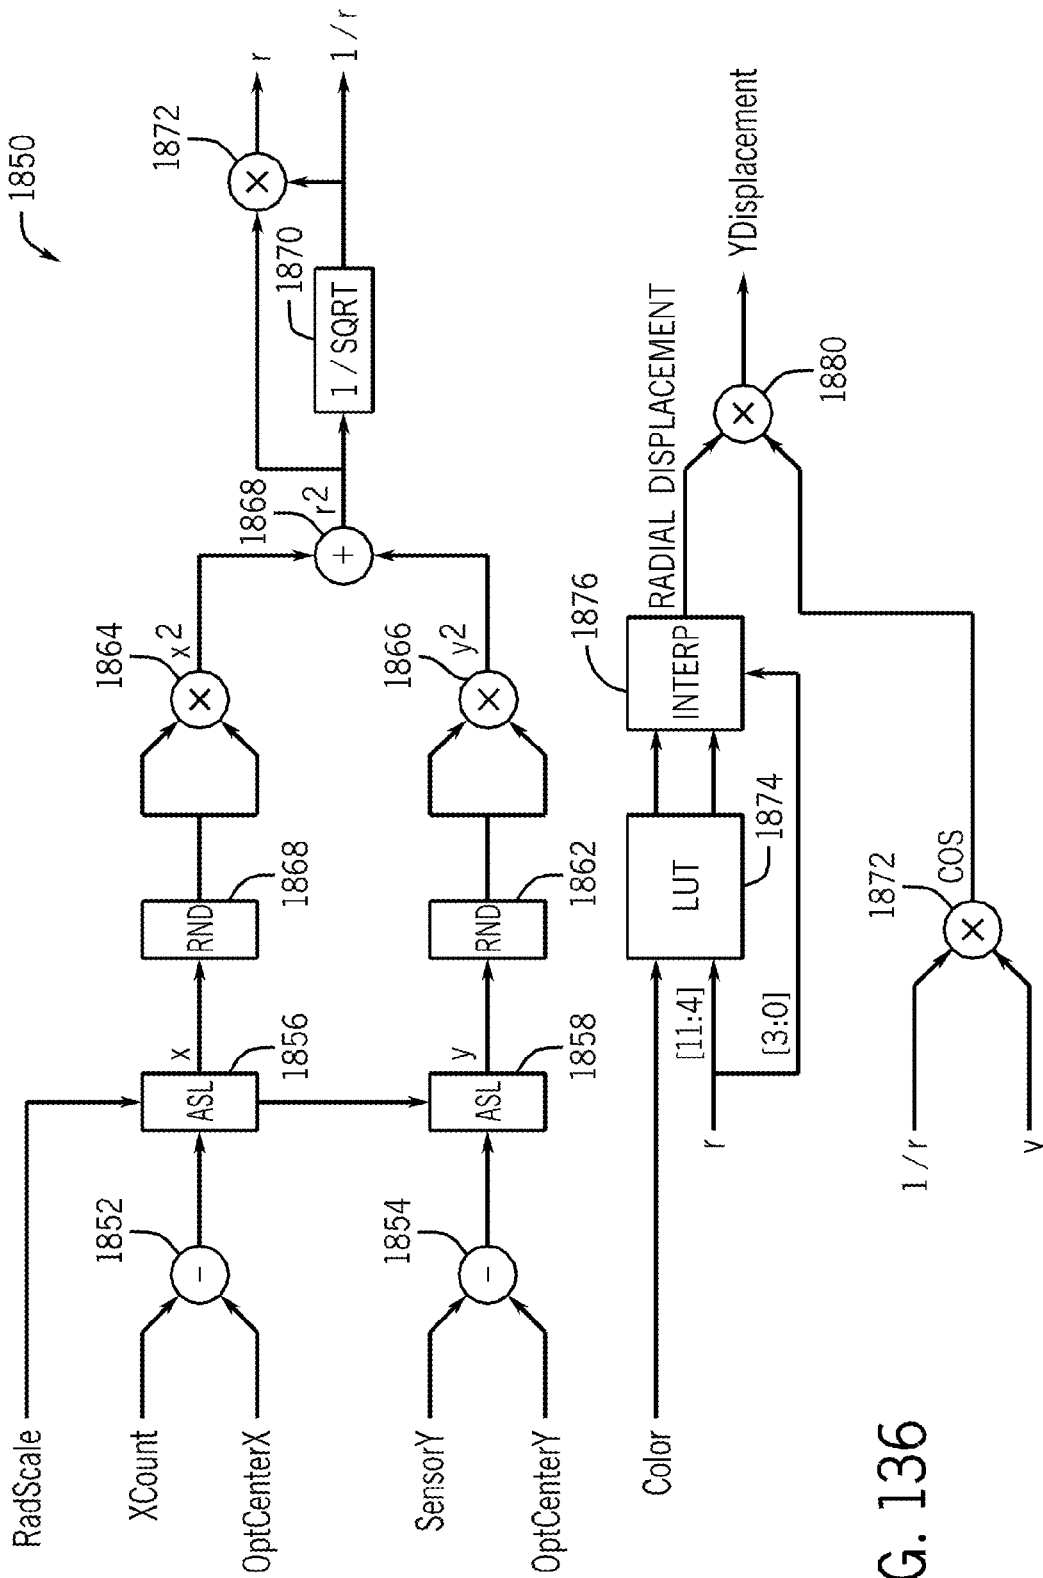 1850
RadScale
XCount
OptCenterX
1852
-
ASL
x
1856
RND
1868
1864
×
x2
SensorY
OptCenterY
1854
-
ASL
y
1858
RND
1862
1866
×
y2
1868
+
r2
1/SQRT
1870
1872
×
r
1/r
Color
r
[11:4]
[3:0]
LUT
1874
INTERP
1876
RADIAL DISPLACEMENT
×
1880
YDisplacement
1/r
v
1872
×
COS
G. 136